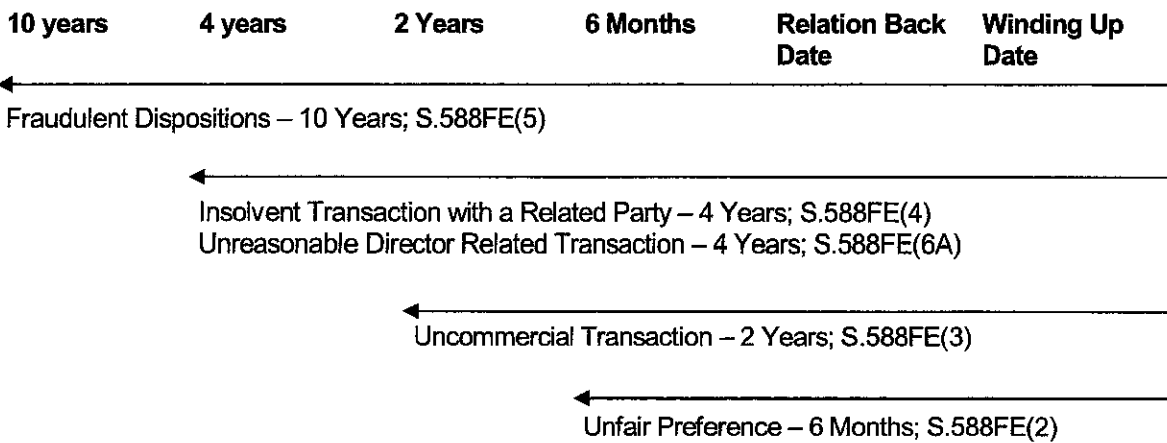 10 years 4 years 2 Years 6 Months Relation Back Winding Up
Date Date
Fraudulent Dispositions – 10 Years; S.588FE(5)
Insolvent Transaction with a Related Party – 4 Years; S.588FE(4)
Unreasonable Director Related Transaction – 4 Years; S.588FE(6A)
Uncommercial Transaction – 2 Years; S.588FE(3)
Unfair Preference – 6 Months; S.588FE(2)